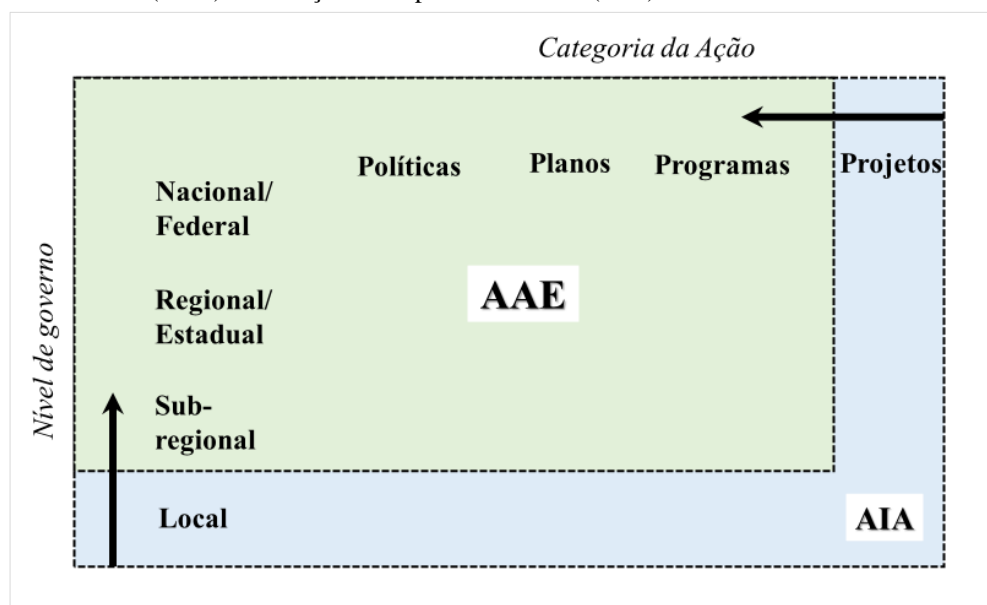 Categoria da Ação
Políticas
Planos
Programas
Projetos
Nacional/
Federal
AAE
Regional/
Estadual
Nível de governo
Sub-
regional
Local
AIA